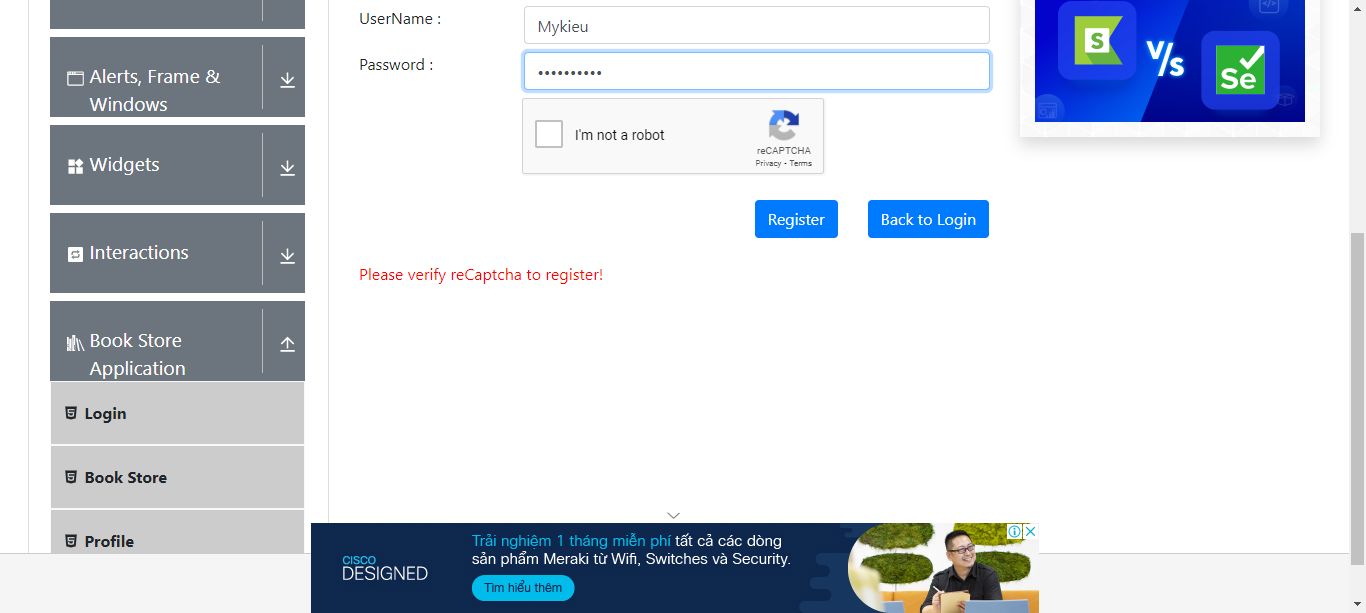 UserName :
Mykieu
Password :
••••••••••
I'm not a robot
reCAPTCHA
Privacy - Terms
Register
Back to Login
Please verify reCaptcha to register!
Alerts, Frame &
Windows
Widgets
Interactions
Book Store
Application
Login
Book Store
Profile
S
V/s
Se
CISCO
DESIGNED
Trải nghiệm 1 tháng miễn phí tất cả các dòng
sản phẩm Meraki từ Wifi, Switches và Security.
Tìm hiểu thêm